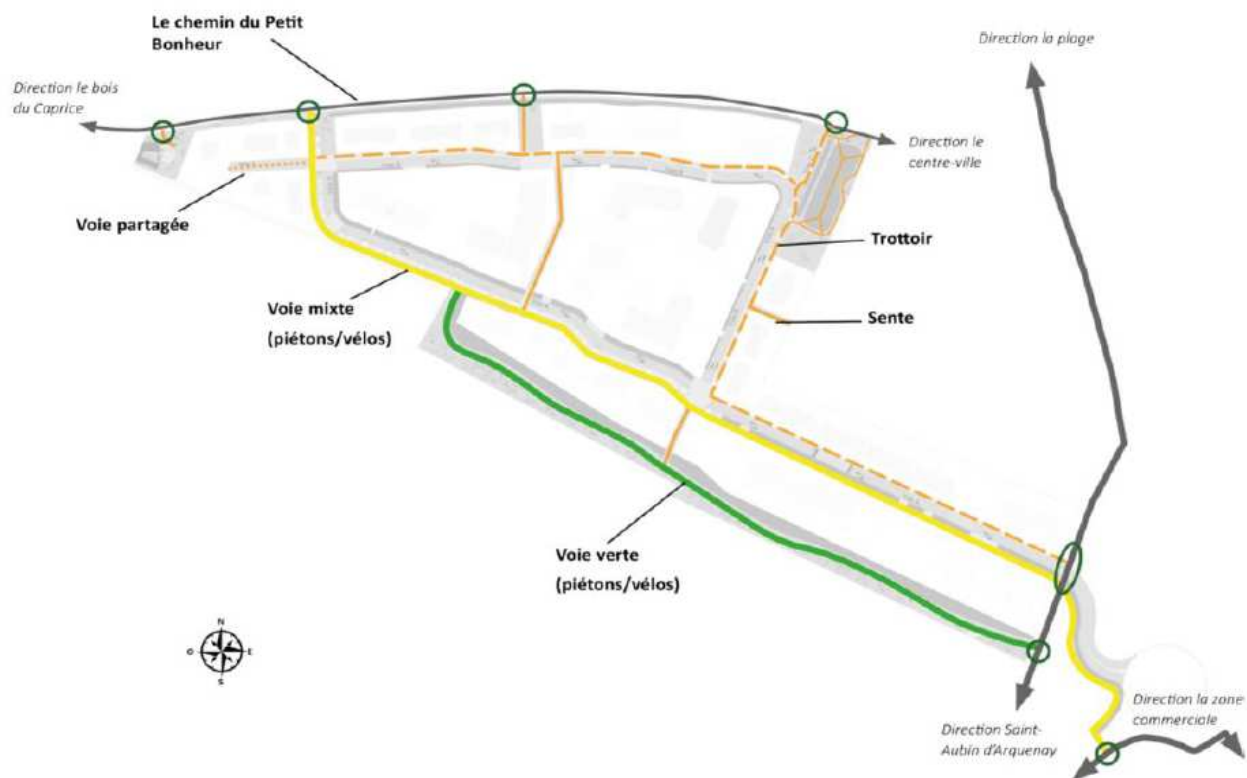 Le chemin du Petit
Bonheur
Direction la plage
Direction le bois
du Caprice
Direction le
centre-ville
Voie partagée
Trottoir
Voie mixte
(piétons/vélos)
Sente
Voie verte
(piétons/vélos)
N
O
E
S
Direction la zone
commerciale
Direction Saint-
Aubin d'Arquenay